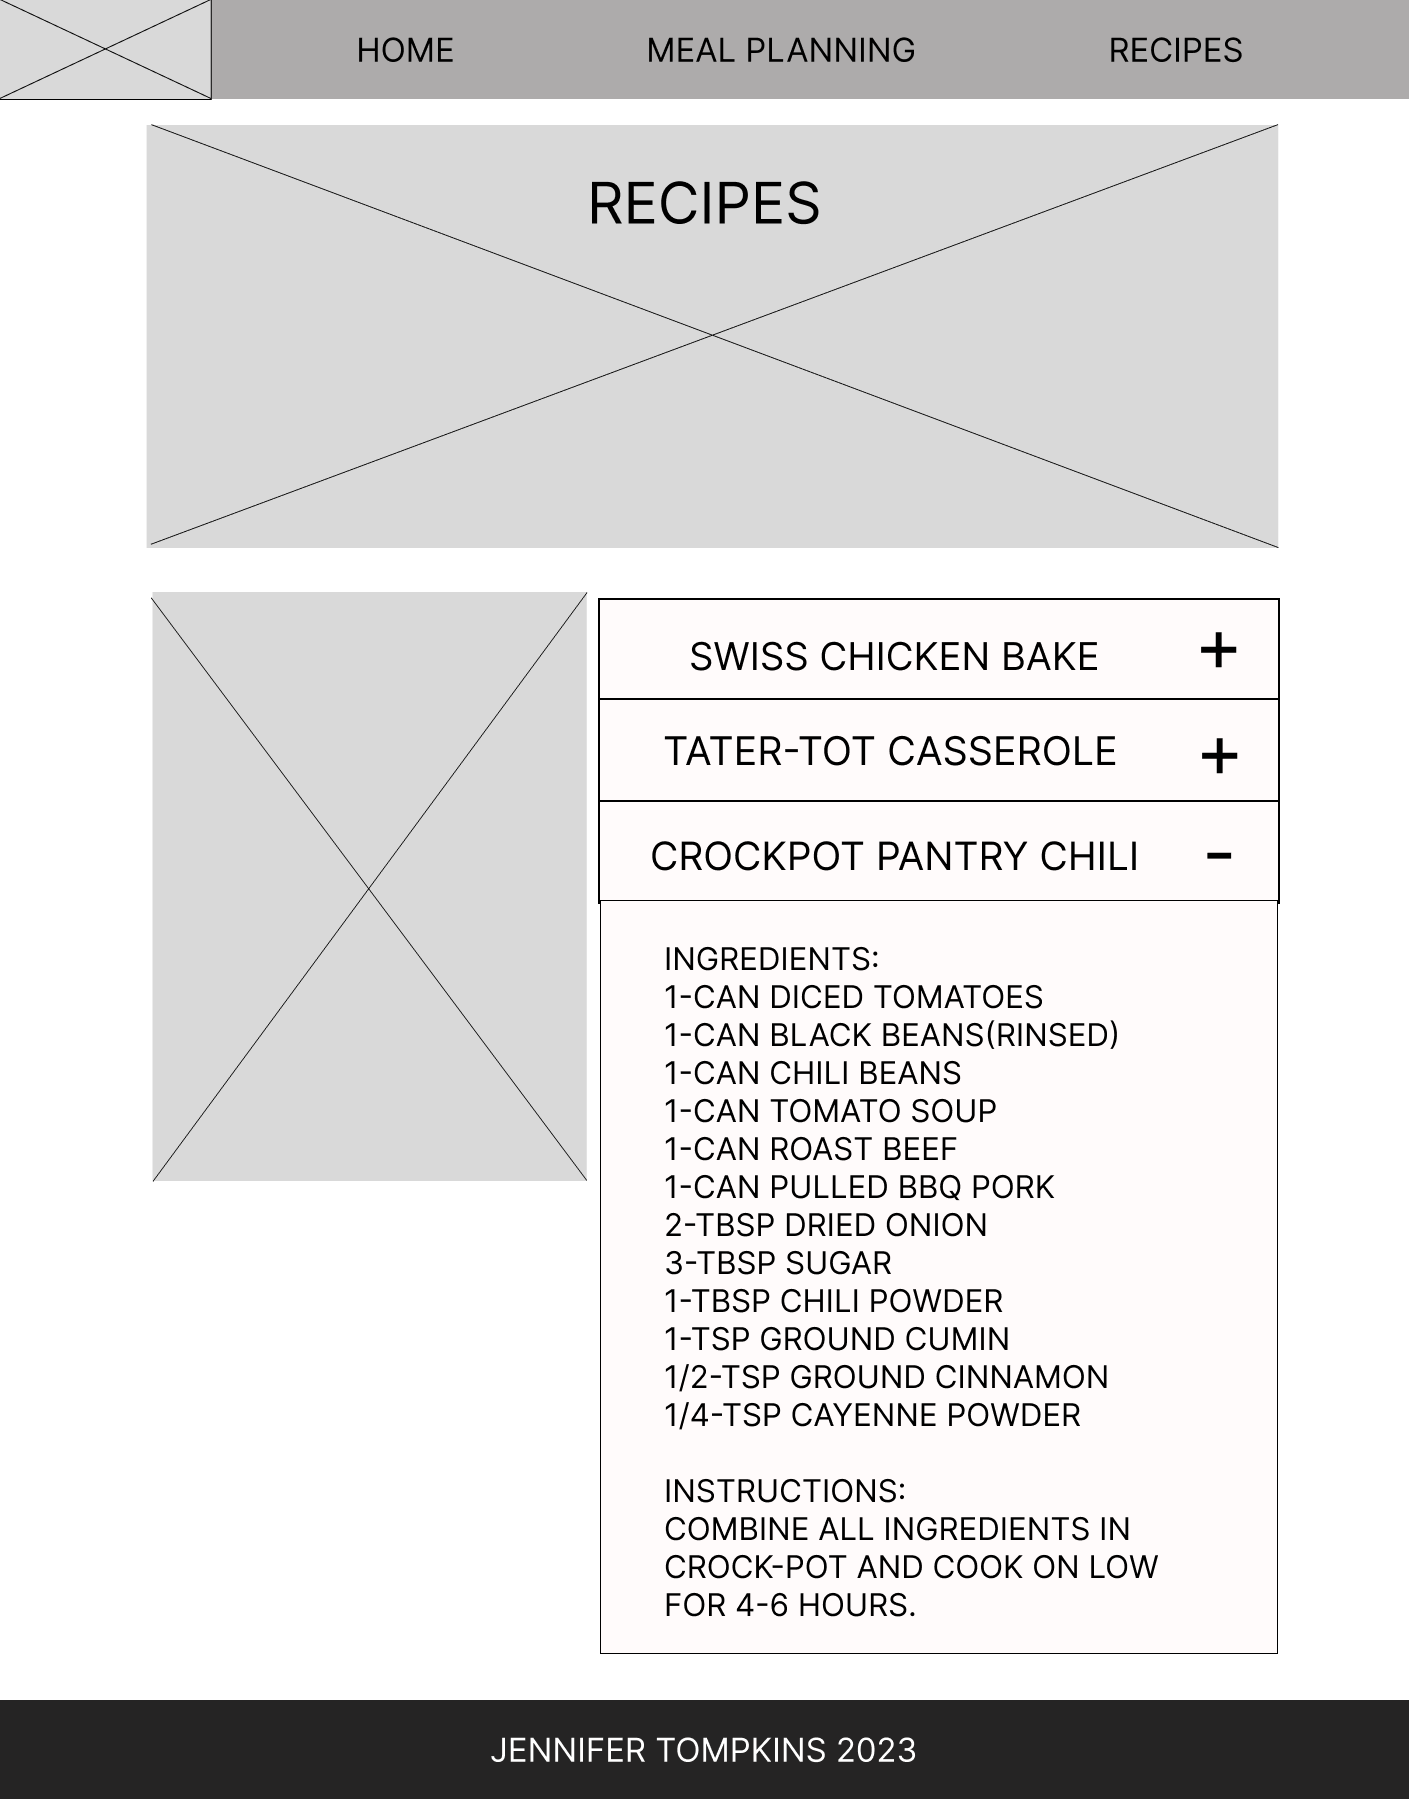 HOME MEAL PLANNING RECIPES
RECIPES
SWISS CHICKEN BAKE +
TATER-TOT CASSEROLE +
CROCKPOT PANTRY CHILI -
INGREDIENTS:
1-CAN DICED TOMATOES
1-CAN BLACK BEANS(RINSED)
1-CAN CHILI BEANS
1-CAN TOMATO SOUP
1-CAN ROAST BEEF
1-CAN PULLED BBQ PORK
2-TBSP DRIED ONION
3-TBSP SUGAR
1-TBSP CHILI POWDER
1-TSP GROUND CUMIN
1/2-TSP GROUND CINNAMON
1/4-TSP CAYENNE POWDER
INSTRUCTIONS:
COMBINE ALL INGREDIENTS IN
CROCK-POT AND COOK ON LOW
FOR 4-6 HOURS.
JENNIFER TOMPKINS 2023